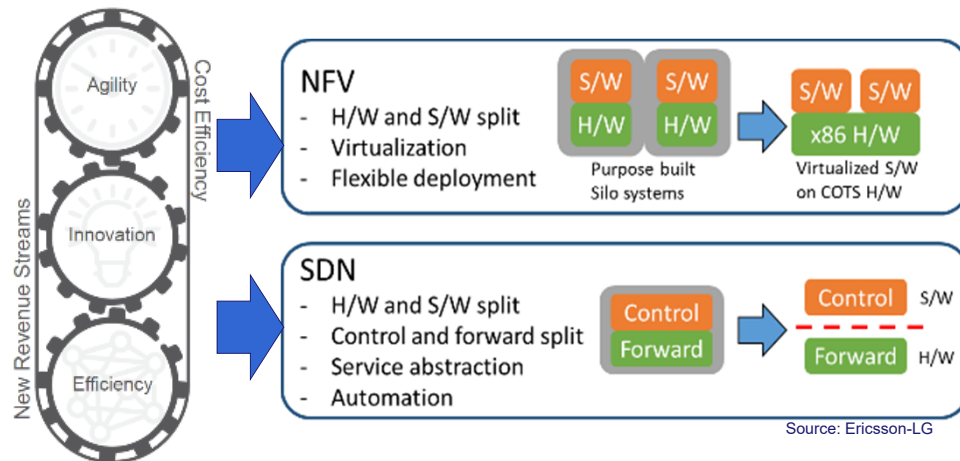 Agility
Innovation
Efficiency
New Revenue Streams
Cost Efficiency
NFV
- H/W and S/W split
- Virtualization
- Flexible deployment
S/W S/W
H/W H/W
Purpose built
Silo systems
S/W S/W
x86 H/W
Virtualized S/W
on COTS H/W
SDN
- H/W and S/W split
- Control and forward split
- Service abstraction
- Automation
Control
Forward
Control S/W
Forward H/W
Source: Ericsson-LG